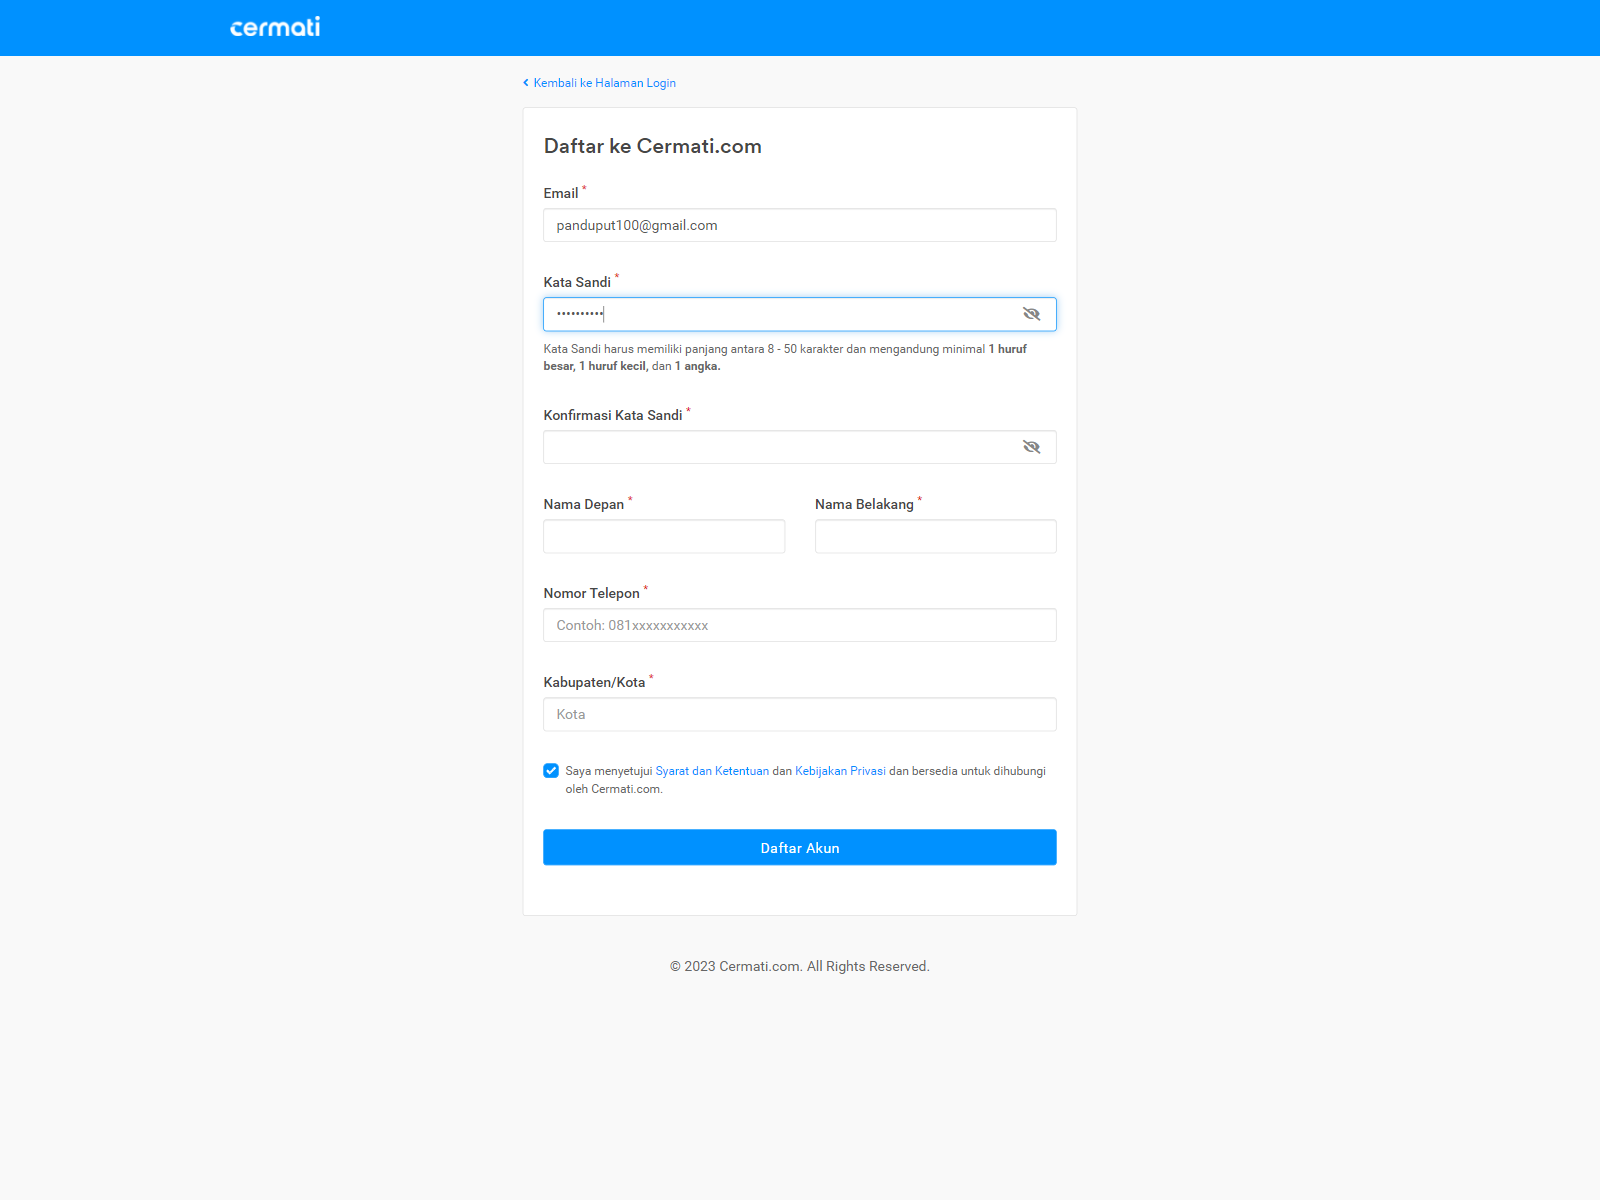 cermati
Kembali ke Halaman Login
Daftar ke Cermati.com
Email *
panduput100@gmail.com
Kata Sandi *
••••••••••
Kata Sandi harus memiliki panjang antara 8 - 50 karakter dan mengandung minimal 1 huruf
besar, 1 huruf kecil, dan 1 angka.
Konfirmasi Kata Sandi *
Nama Depan *
Nama Belakang *
Nomor Telepon *
Contoh: 081xxxxxxxxxxx
Kabupaten/Kota *
Kota
Saya menyetujui Syarat dan Ketentuan dan Kebijakan Privasi dan bersedia untuk dihubungi
oleh Cermati.com.
Daftar Akun
© 2023 Cermati.com. All Rights Reserved.